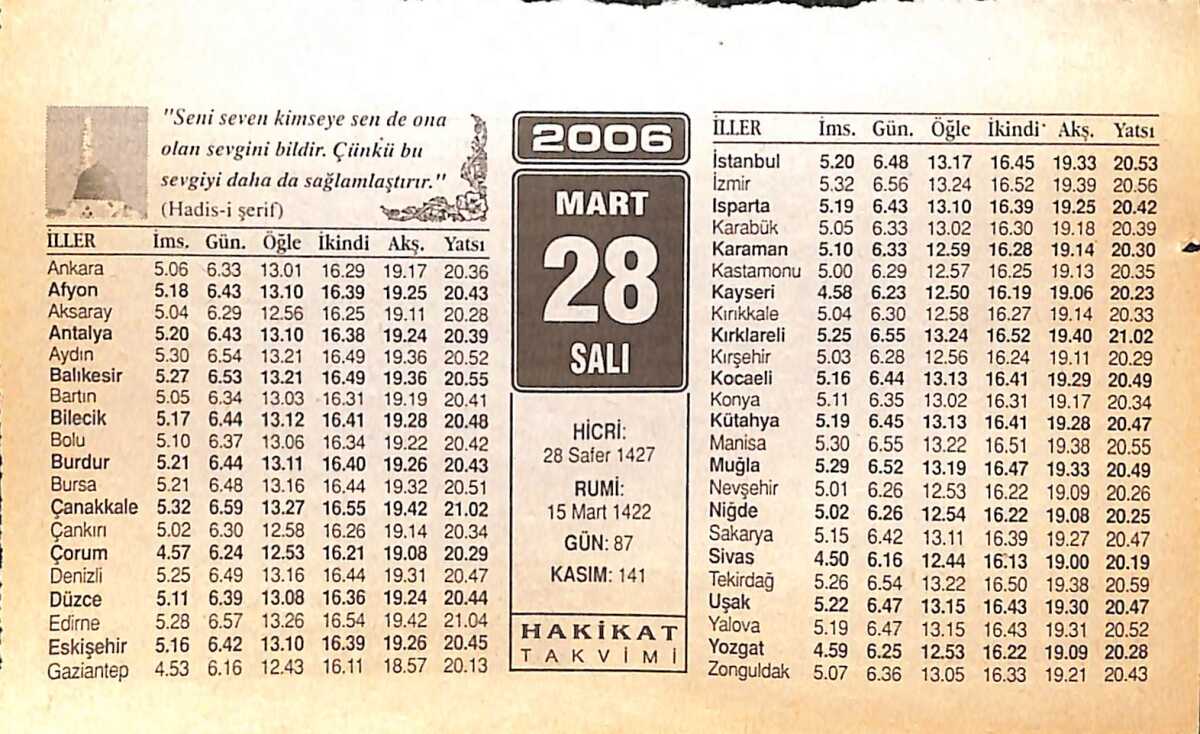 "Seni seven kimseye sen de ona
olan sevgini bildir. Çünkü bu
sevgiyi daha da sağlamlaştırır."
(Hadis-i şerif)
İLLER İms. Gün. Öğle İkindi Akş. Yatsı
Ankara 5.06 6.33 13.01 16.29 19.17 20.36
Afyon 5.18 6.43 13.10 16.39 19.25 20.43
Aksaray 5.04 6.29 12.56 16.25 19.11 20.28
Antalya 5.20 6.43 13.10 16.38 19.24 20.39
Aydın 5.30 6.54 13.21 16.49 19.36 20.52
Balıkesir 5.27 6.53 13.21 16.49 19.36 20.55
Bartın 5.05 6.34 13.03 16.31 19.19 20.41
Bilecik 5.17 6.44 13.12 16.41 19.28 20.48
Bolu 5.10 6.37 13.06 16.34 19.22 20.42
Burdur 5.21 6.44 13.11 16.40 19.26 20.43
Bursa 5.21 6.48 13.16 16.44 19.32 20.51
Çanakkale 5.32 6.59 13.27 16.55 19.42 21.02
Çankırı 5.02 6.30 12.58 16.26 19.14 20.34
Çorum 4.57 6.24 12.53 16.21 19.08 20.29
Denizli 5.25 6.49 13.16 16.44 19.31 20.47
Düzce 5.11 6.39 13.08 16.36 19.24 20.44
Edirne 5.28 6.57 13.26 16.54 19.42 21.04
Eskişehir 5.16 6.42 13.10 16.39 19.26 20.45
Gaziantep 4.53 6.16 12.43 16.11 18.57 20.13
2006
MART
28
SALI
HİCRİ:
28 Safer 1427
RUMİ:
15 Mart 1422
GÜN: 87
KASIM: 141
HAKİKAT
TAKVİMİ
İLLER İms. Gün. Öğle İkindi Akş. Yatsı
İstanbul 5.20 6.48 13.17 16.45 19.33 20.53
İzmir 5.32 6.56 13.24 16.52 19.39 20.56
Isparta 5.19 6.43 13.10 16.39 19.25 20.42
Karabük 5.05 6.33 13.02 16.30 19.18 20.39
Karaman 5.10 6.33 12.59 16.28 19.14 20.30
Kastamonu 5.00 6.29 12.57 16.25 19.13 20.35
Kayseri 4.58 6.23 12.50 16.19 19.06 20.23
Kırıkkale 5.04 6.30 12.58 16.27 19.14 20.33
Kırklareli 5.25 6.55 13.24 16.52 19.40 21.02
Kırşehir 5.03 6.28 12.56 16.24 19.11 20.29
Kocaeli 5.16 6.44 13.13 16.41 19.29 20.49
Konya 5.11 6.35 13.02 16.31 19.17 20.34
Kütahya 5.19 6.45 13.13 16.41 19.28 20.47
Manisa 5.30 6.55 13.22 16.51 19.38 20.55
Muğla 5.29 6.52 13.19 16.47 19.33 20.49
Nevşehir 5.01 6.26 12.53 16.22 19.09 20.26
Niğde 5.02 6.26 12.54 16.22 19.08 20.25
Sakarya 5.15 6.42 13.11 16.39 19.27 20.47
Sivas 4.50 6.16 12.44 16.13 19.00 20.19
Tekirdağ 5.26 6.54 13.22 16.50 19.38 20.59
Uşak 5.22 6.47 13.15 16.43 19.30 20.47
Yalova 5.19 6.47 13.15 16.43 19.31 20.52
Yozgat 4.59 6.25 12.53 16.22 19.09 20.28
Zonguldak 5.07 6.36 13.05 16.33 19.21 20.43